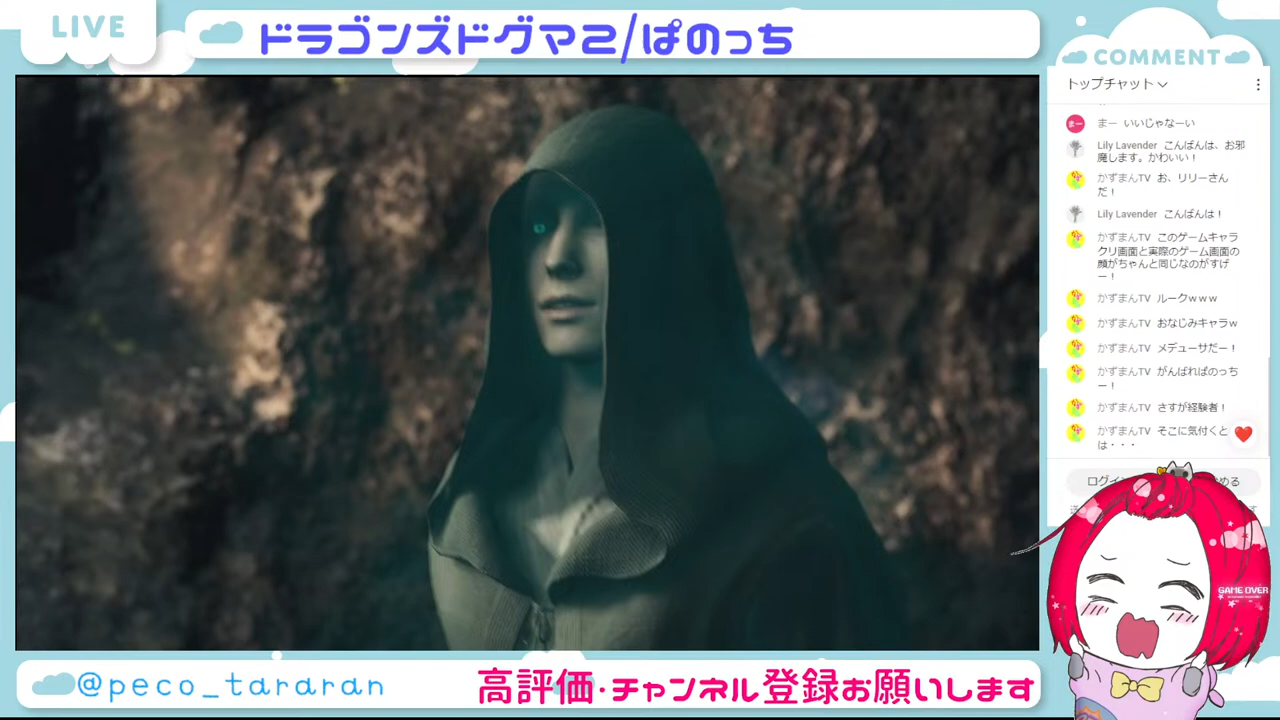 LIVE
ドラゴンズドグマ2/ぱのっち
COMMENT
トップチャット
まー
まー いいじゃなーい
Lily Lavender こんばんは、お邪
魔します。かわいい！
かずまんTV お、リリーさん
だ！
Lily Lavender こんばんは！
かずまんTV このゲームキャラ
クリ画面と実際のゲーム画面の
顔がちゃんと同じなのがすげ
ー！
かずまんTV ルークｗｗｗ
かずまんTV おなじみキャラｗ
かずまんTV メデューサだー！
かずまんTV がんばれぱのっち
ー！
かずまんTV さすが経験者！
かずまんTV そこに気付くと
は・・・
ログイ
める
GAME OVER
@peco_tararan
高評価・チャンネル登録お願いします